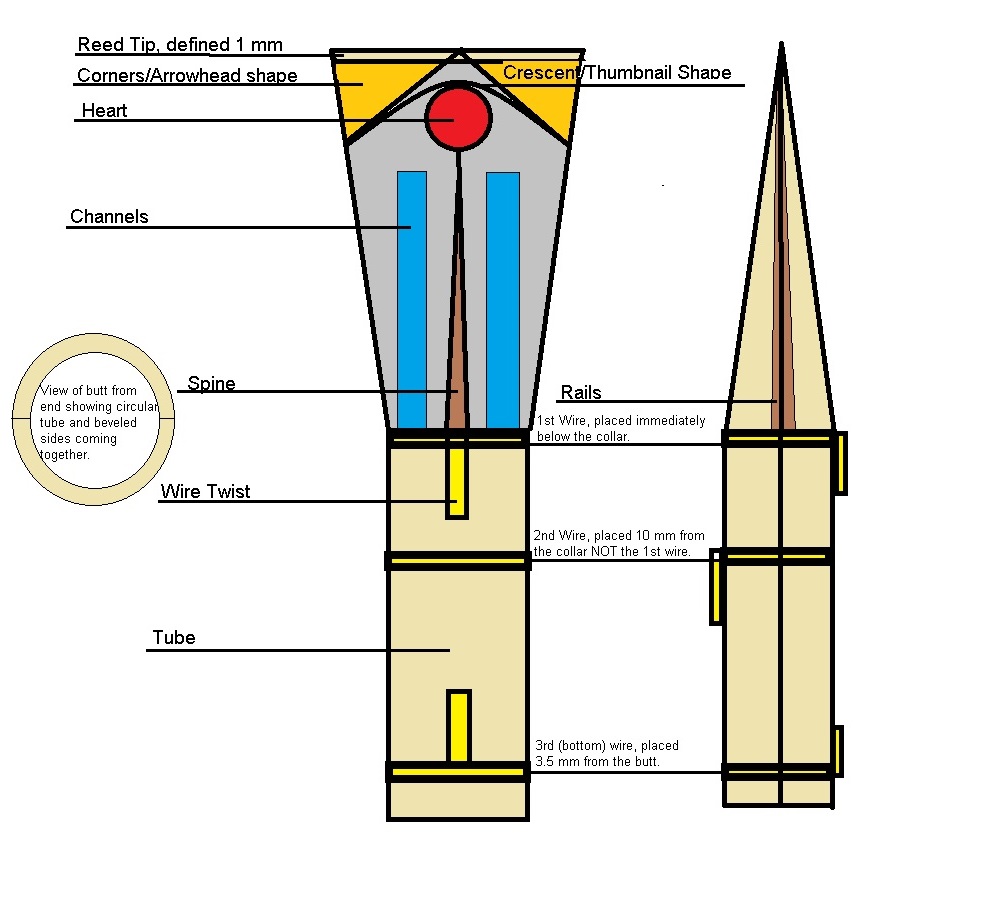 Reed Tip, defined 1 mm
Corners/Arrowhead shape
Crescent/Thumbnail Shape
Heart
Channels
View of butt from
end showing circular
tube and beveled
sides coming
together.
Spine
Rails
1st Wire, placed immediately
below the collar.
Wire Twist
2nd Wire, placed 10 mm from
the collar NOT the 1st wire.
Tube
3rd (bottom) wire, placed
3.5 mm from the butt.